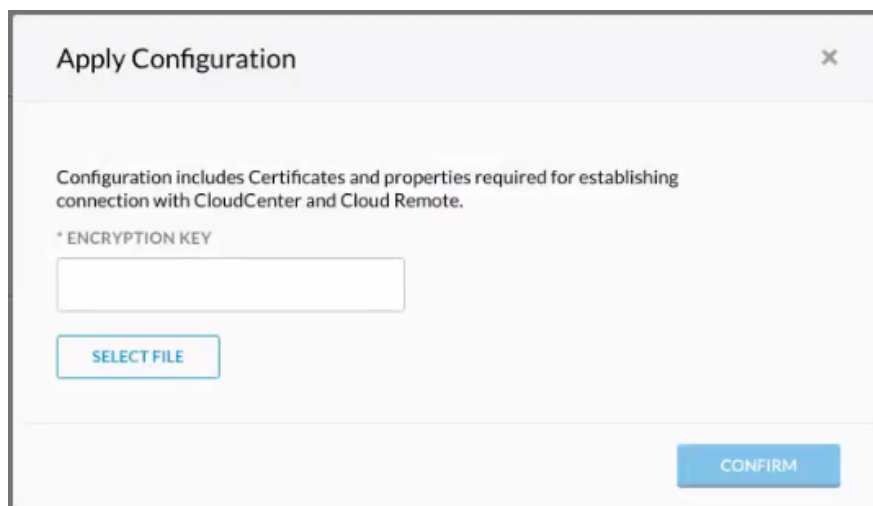 Apply Configuration
Configuration includes Certificates and properties required for establishing
connection with CloudCenter and Cloud Remote.
* ENCRYPTION KEY
SELECT FILE
CONFIRM